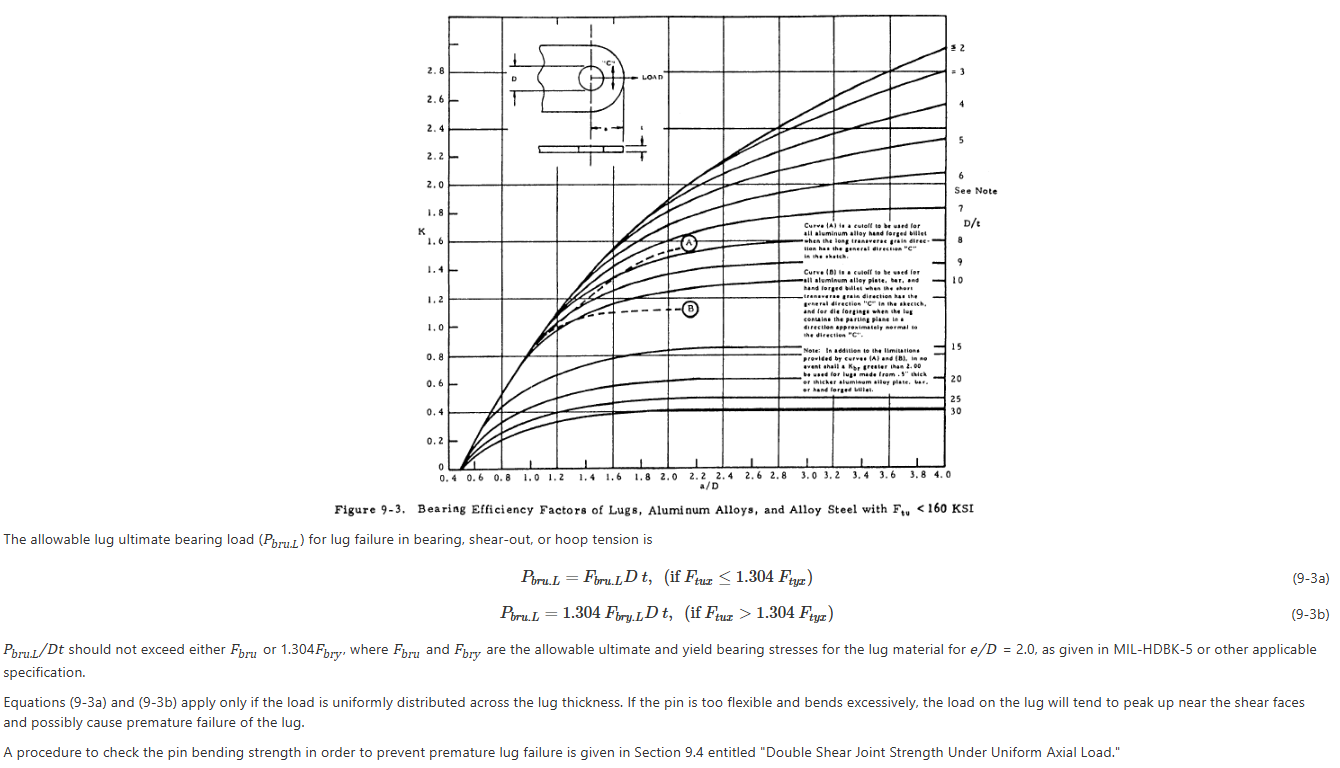 = 2
= 3
4
5
6
See Note
7
D/t
8
9
10
15
20
25
30
2.8
2.6
2.4
2.2
2.0
1.8
K
1.6
1.4
1.2
1.0
0.8
0.6
0.4
0.2
0
"C"
D
LOAD
A
B
Curve (A) is a cutoff to be used for
all aluminum alloy hand forged billet
when the long transverse grain direc-
tion has the general direction "C"
in the sketch.
Curve (B) is a cutoff to be used for
all aluminum alloy plate, bar, and
hand forged billet when the short
transverse grain direction has the
general direction "C" in the sketch,
and for die forgings when the lug
contains the parting plane in a
direction approximately normal to
the direction "C".
Note: In addition to the limitations
provided by curves (A) and (B), in no
event shall a Kbr greater than 2.00
be used for lugs made from .5" thick
or thicker aluminum alloy plate, bar,
or hand forged billet.
0.4 0.6 0.8 1.0 1.2 1.4 1.6 1.8 2.0 2.2 2.4 2.6 2.8 3.0 3.2 3.4 3.6 3.8 4.0
a/D
Figure 9-3. Bearing Efficiency Factors of Lugs, Aluminum Alloys, and Alloy Steel with Ftu < 160 KSI
The allowable lug ultimate bearing load (Pbru.L) for lug failure in bearing, shear-out, or hoop tension is
Pbru.L = Fbru.L D t, (if Ftux ≤ 1.304 Ftyx) (9-3a)
Pbru.L = 1.304 Fbry.L D t, (if Ftux > 1.304 Ftyx) (9-3b)
Pbru.L/Dt should not exceed either Fbru or 1.304Fbry, where Fbru and Fbry are the allowable ultimate and yield bearing stresses for the lug material for e/D = 2.0, as given in MIL-HDBK-5 or other applicable
specification.
Equations (9-3a) and (9-3b) apply only if the load is uniformly distributed across the lug thickness. If the pin is too flexible and bends excessively, the load on the lug will tend to peak up near the shear faces
and possibly cause premature failure of the lug.
A procedure to check the pin bending strength in order to prevent premature lug failure is given in Section 9.4 entitled "Double Shear Joint Strength Under Uniform Axial Load."